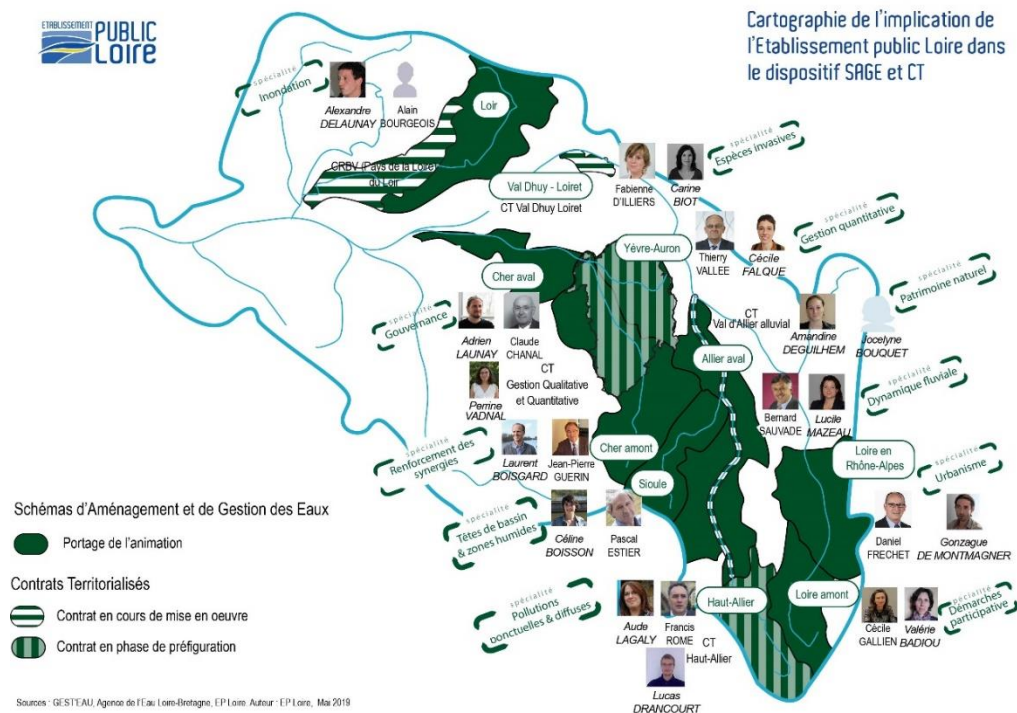 ETABLISSEMENT
PUBLIC
LOIRE
Cartographie de l'implication de
l'Etablissement public Loire dans
le dispositif SAGE et CT
spécialité
Inondation
Alexandre
DELAUNAY
Alain
BOURGEOIS
Loir
CRBV (Pays de la Loire)
du Loir
Val Dhuy - Loiret
CT Val Dhuy Loiret
Fabienne
D'ILLIERS
Carine
BIOT
spécialité
Espèces invasives
Yèvre-Auron
Thierry
VALLEE
Cécile
FALQUE
spécialité
Gestion quantitative
Cher aval
spécialité
Gouvernance
Adrien
LAUNAY
Claude
CHANAL
CT
Gestion Qualitative
et Quantitative
Perrine
VADNAL
CT
Val d'Allier alluvial
Amandine
DEGUILHEM
Jocelyne
BOUQUET
spécialité
Patrimoine naturel
Allier aval
Bernard
SAUVADE
Lucile
MAZEAU
spécialité
Dynamique fluviale
spécialité
Renforcement des
synergies
Laurent
BOISGARD
Jean-Pierre
GUERIN
Cher amont
Sioule
Loire en
Rhône-Alpes
spécialité
Urbanisme
Daniel
FRECHET
Gonzague
DE MONTMAGNER
spécialité
Têtes de bassin
& zones humides
Céline
BOISSON
Pascal
ESTIER
spécialité
Pollutions
ponctuelles & diffuses
Aude
LAGALY
Francis
ROME
CT
Haut-Allier
Lucas
DRANCOURT
Haut-Allier
Loire amont
Cécile
GALLIEN
Valérie
BADIOU
spécialité
Démarches
participative
Schémas d'Aménagement et de Gestion des Eaux
Portage de l'animation
Contrats Territorialisés
Contrat en cours de mise en oeuvre
Contrat en phase de préfiguration
Sources : GEST'EAU, Agence de l'Eau Loire-Bretagne, EP Loire. Auteur : EP Loire, Mai 2019